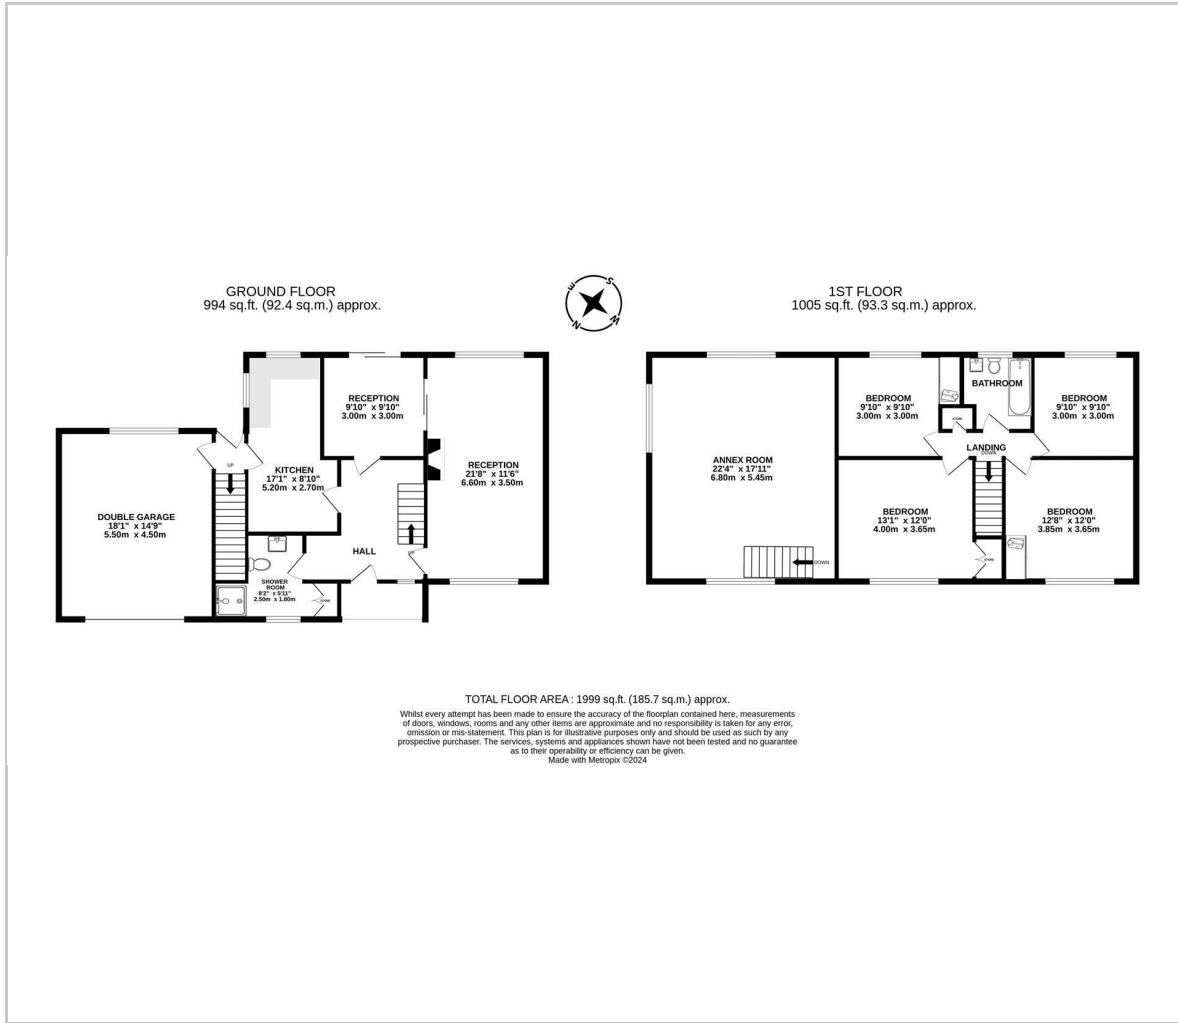 GROUND FLOOR
994 sq.ft. (92.4 sq.m.) approx.
1ST FLOOR
1005 sq.ft. (93.3 sq.m.) approx.
E
S
N
W
RECEPTION
9'10" x 9'10"
3.00m x 3.00m
KITCHEN
17'1" x 8'10"
5.20m x 2.70m
RECEPTION
21'8" x 11'6"
6.60m x 3.50m
UP
DOUBLE GARAGE
18'1" x 14'9"
5.50m x 4.50m
HALL
UP
SHOWER
ROOM
8'2" x 5'11"
2.50m x 1.80m
STORE
ANNEX ROOM
22'4" x 17'11"
6.80m x 5.45m
DOWN
BEDROOM
9'10" x 9'10"
3.00m x 3.00m
STORE
BATHROOM
BEDROOM
9'10" x 9'10"
3.00m x 3.00m
LANDING
DOWN
BEDROOM
13'1" x 12'0"
4.00m x 3.65m
STORE
BEDROOM
12'8" x 12'0"
3.85m x 3.65m
TOTAL FLOOR AREA : 1999 sq.ft. (185.7 sq.m.) approx.
Whilst every attempt has been made to ensure the accuracy of the floorplan contained here, measurements
of doors, windows, rooms and any other items are approximate and no responsibility is taken for any error,
omission or mis-statement. This plan is for illustrative purposes only and should be used as such by any
prospective purchaser. The services, systems and appliances shown have not been tested and no guarantee
as to their operability or efficiency can be given.
Made with Metropix ©2024